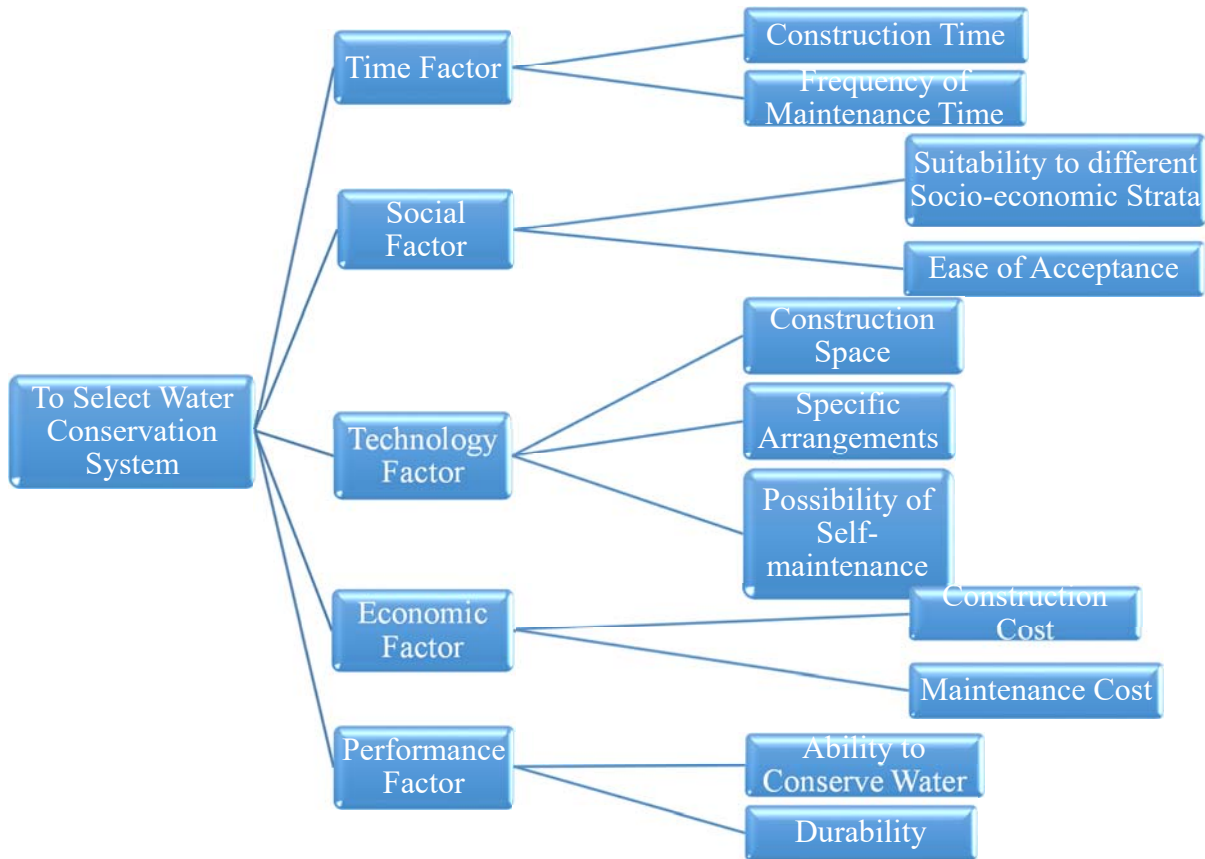 To Select Water
Conservation
System
Time Factor
Construction Time
Frequency of
Maintenance Time
Social
Factor
Suitability to different
Socio-economic Strata
Ease of Acceptance
Technology
Factor
Construction
Space
Specific
Arrangements
Possibility of
Self-
maintenance
Economic
Factor
Construction
Cost
Maintenance Cost
Performance
Factor
Ability to
Conserve Water
Durability